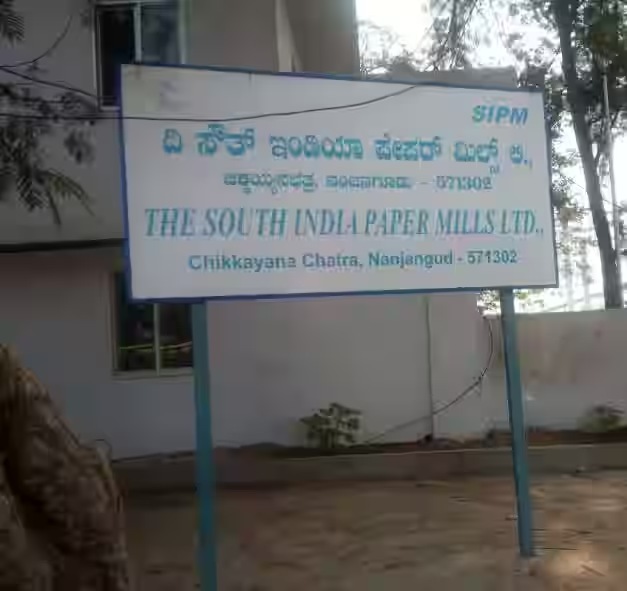 SIPM
ದಿ ಸೌತ್ ಇಂಡಿಯಾ ಪೇಪರ್ ಮಿಲ್ಸ್ ಲಿ.,
ಚಿಕ್ಕಯ್ಯನಛತ್ರ, ನಂಜನಗೂಡು - 571302
THE SOUTH INDIA PAPER MILLS LTD.,
Chikkayana Chatra, Nanjangud - 571302